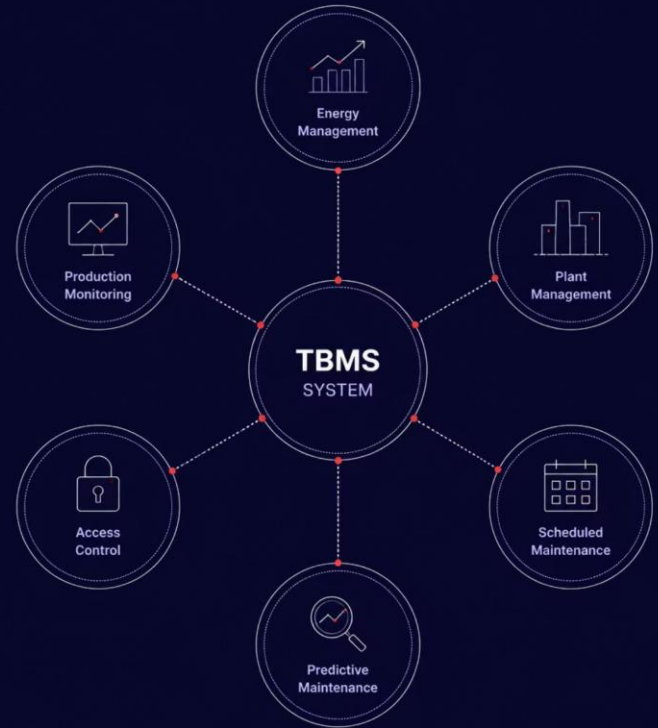 Energy
Management
Production
Monitoring
Plant
Management
TBMS
SYSTEM
Access
Control
Scheduled
Maintenance
Predictive
Maintenance